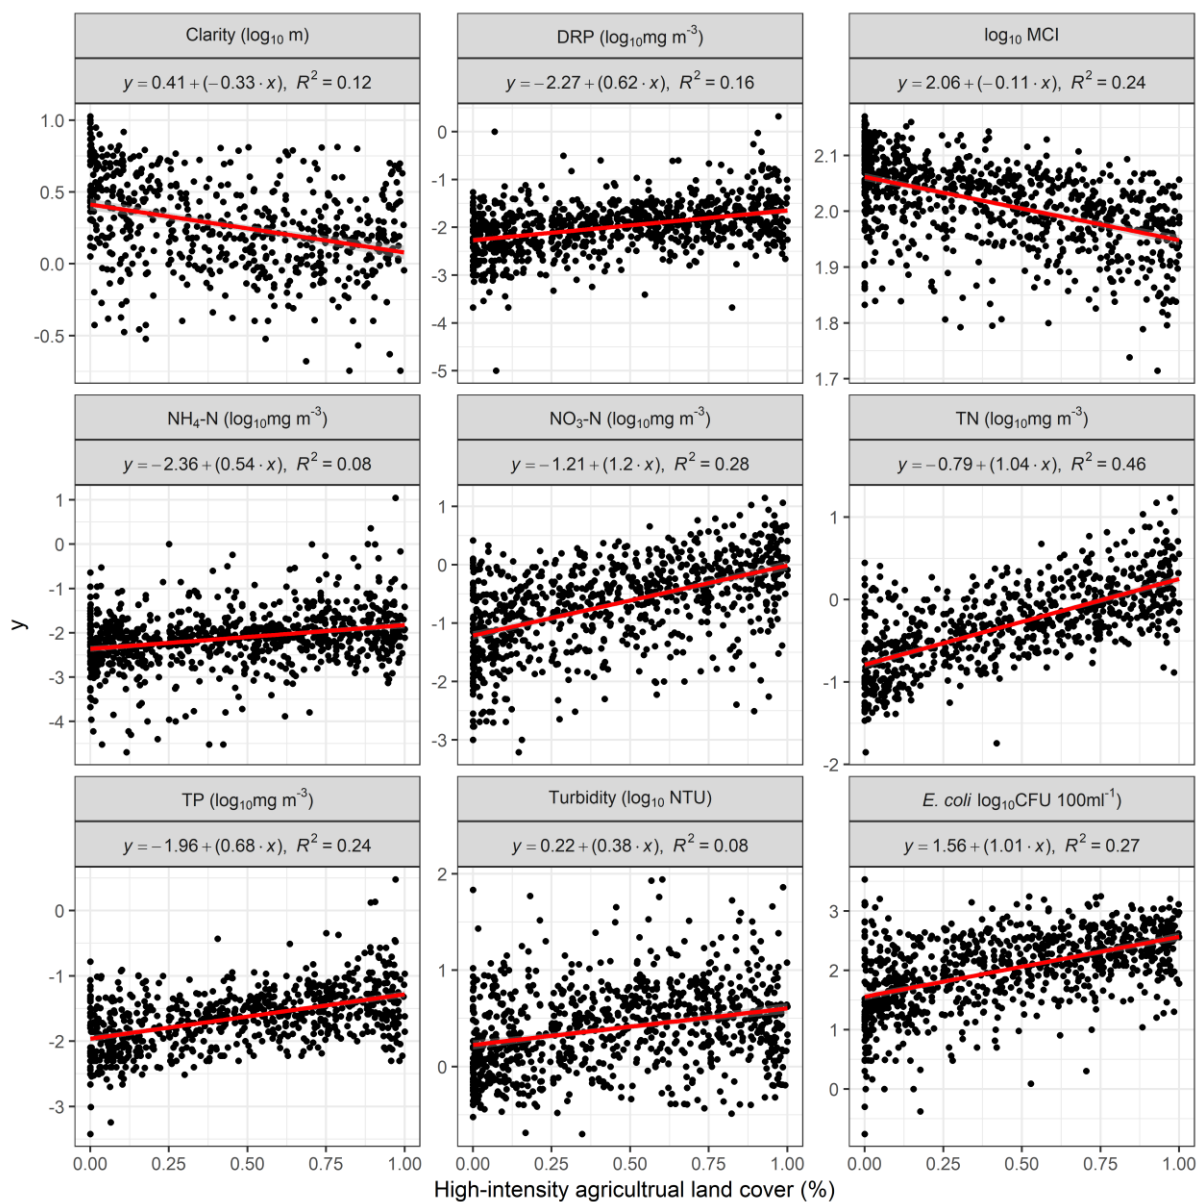 Clarity (log₁₀ m)
y = 0.41 + (−0.33 · x), R² = 0.12
1.0
0.5
0.0
-0.5
DRP (log₁₀mg m⁻³)
y = −2.27 + (0.62 · x), R² = 0.16
0
-1
-2
-3
-4
-5
log₁₀ MCI
y = 2.06 + (−0.11 · x), R² = 0.24
2.1
2.0
1.9
1.8
1.7
NH₄-N (log₁₀mg m⁻³)
y = −2.36 + (0.54 · x), R² = 0.08
1
0
-1
-2
-3
-4
NO₃-N (log₁₀mg m⁻³)
y = −1.21 + (1.2 · x), R² = 0.28
1
0
-1
-2
-3
TN (log₁₀mg m⁻³)
y = −0.79 + (1.04 · x), R² = 0.46
1
0
-1
-2
y
TP (log₁₀mg m⁻³)
y = −1.96 + (0.68 · x), R² = 0.24
0
-1
-2
-3
0.00 0.25 0.50 0.75 1.00
Turbidity (log₁₀ NTU)
y = 0.22 + (0.38 · x), R² = 0.08
2
1
0
0.00 0.25 0.50 0.75 1.00
E. coli log₁₀CFU 100ml⁻¹)
y = 1.56 + (1.01 · x), R² = 0.27
3
2
1
0
0.00 0.25 0.50 0.75 1.00
High-intensity agricultrual land cover (%)